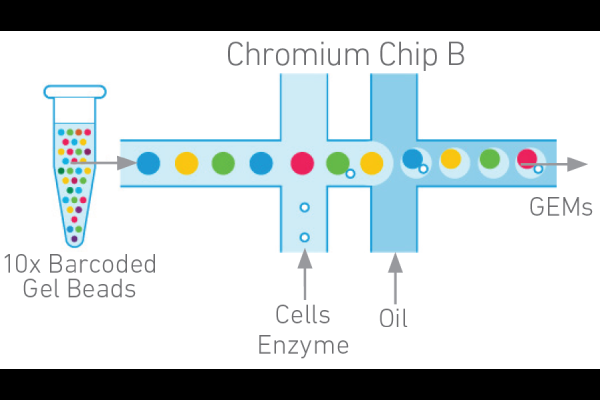 Chromium Chip B
GEMs
10x Barcoded
Gel Beads
Cells
Enzyme
Oil